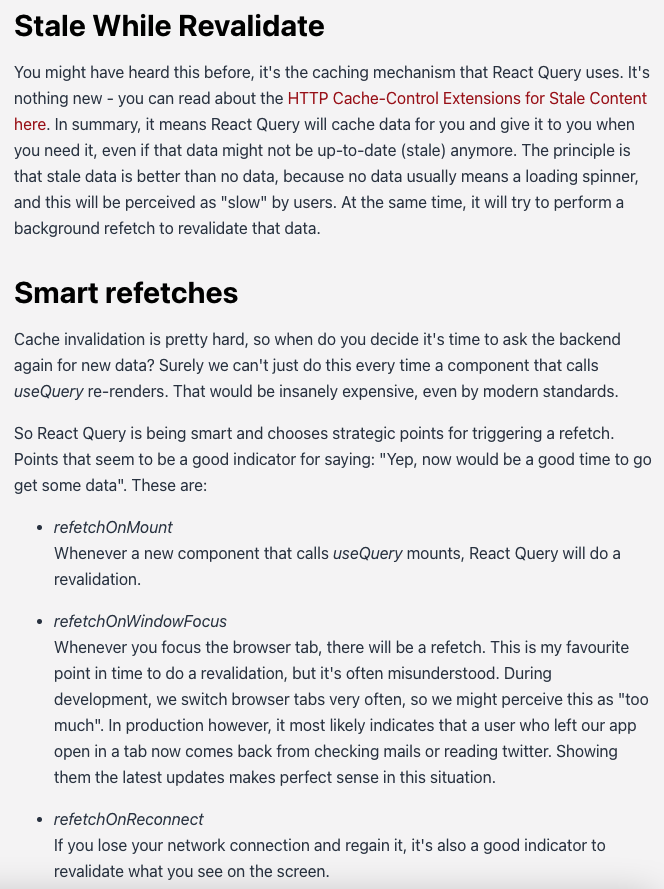 Stale While Revalidate
You might have heard this before, it's the caching mechanism that React Query uses. It's
nothing new - you can read about the HTTP Cache-Control Extensions for Stale Content
here. In summary, it means React Query will cache data for you and give it to you when
you need it, even if that data might not be up-to-date (stale) anymore. The principle is
that stale data is better than no data, because no data usually means a loading spinner,
and this will be perceived as "slow" by users. At the same time, it will try to perform a
background refetch to revalidate that data.
Smart refetches
Cache invalidation is pretty hard, so when do you decide it's time to ask the backend
again for new data? Surely we can't just do this every time a component that calls
useQuery re-renders. That would be insanely expensive, even by modern standards.
So React Query is being smart and chooses strategic points for triggering a refetch.
Points that seem to be a good indicator for saying: "Yep, now would be a good time to go
get some data". These are:
• refetchOnMount
Whenever a new component that calls useQuery mounts, React Query will do a
revalidation.
• refetchOnWindowFocus
Whenever you focus the browser tab, there will be a refetch. This is my favourite
point in time to do a revalidation, but it's often misunderstood. During
development, we switch browser tabs very often, so we might perceive this as "too
much". In production however, it most likely indicates that a user who left our app
open in a tab now comes back from checking mails or reading twitter. Showing
them the latest updates makes perfect sense in this situation.
• refetchOnReconnect
If you lose your network connection and regain it, it's also a good indicator to
revalidate what you see on the screen.